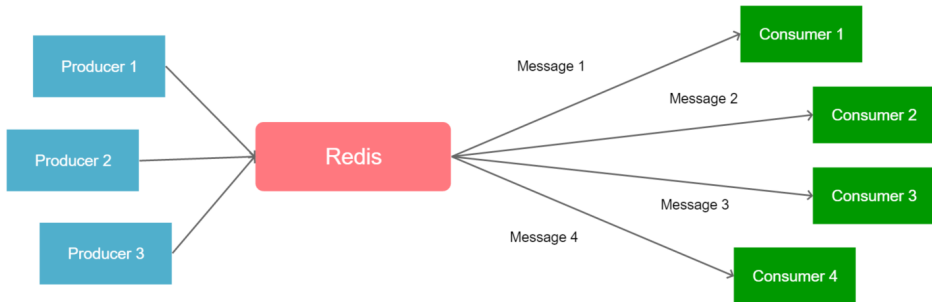 Producer 1
Producer 2
Producer 3
Redis
Message 1
Message 2
Message 3
Message 4
Consumer 1
Consumer 2
Consumer 3
Consumer 4